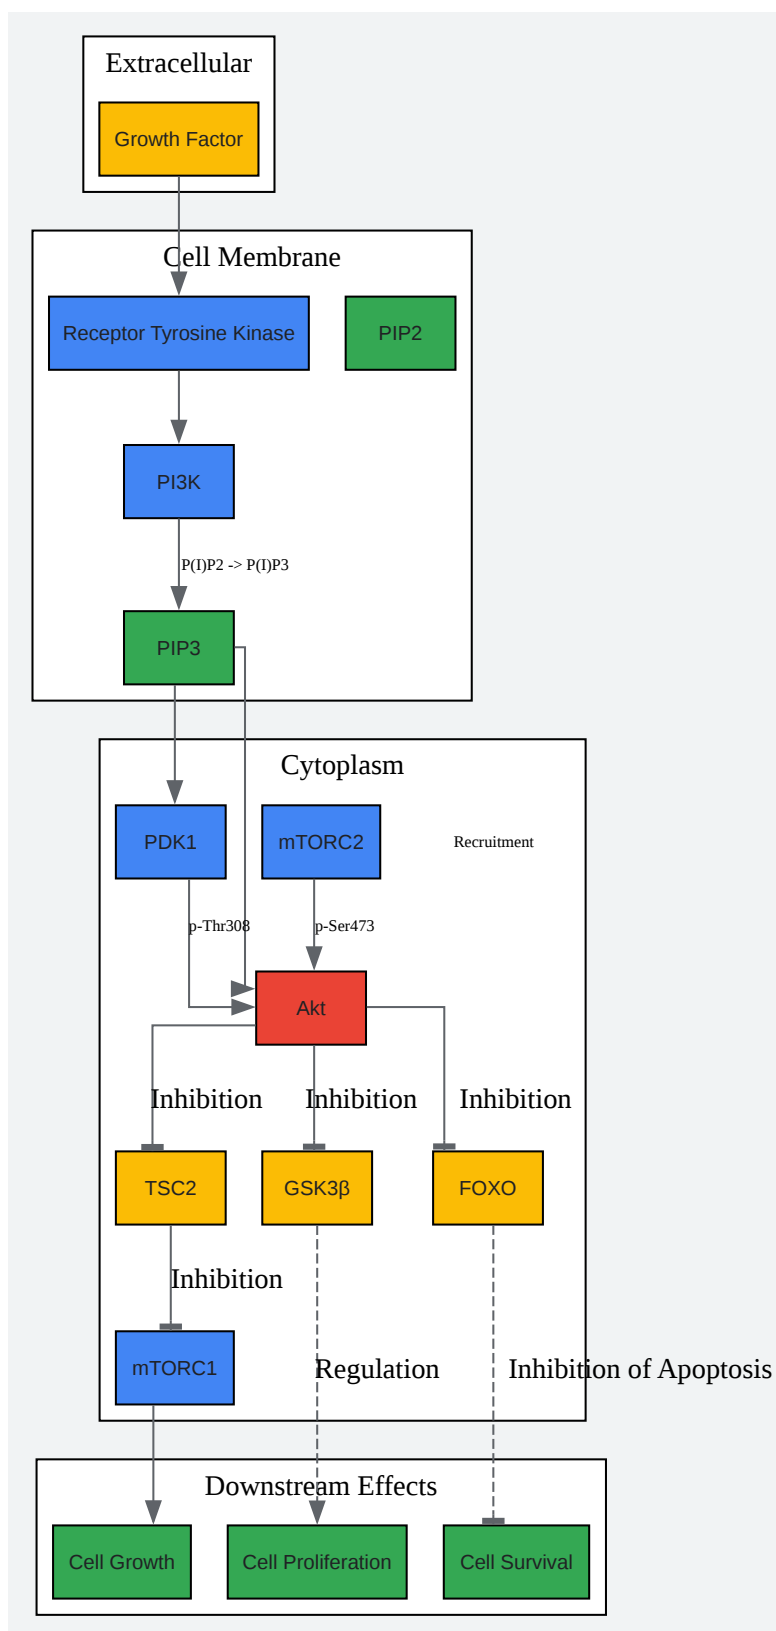 Extracellular
Growth Factor
Cell Membrane
Receptor Tyrosine Kinase
PIP2
PI3K
P(I)P2 -> P(I)P3
PIP3
Cytoplasm
PDK1
mTORC2
Recruitment
p-Thr308
p-Ser473
Akt
Inhibition
Inhibition
Inhibition
TSC2
GSK3β
FOXO
Inhibition
mTORC1
Regulation
Inhibition of Apoptosis
Downstream Effects
Cell Growth
Cell Proliferation
Cell Survival